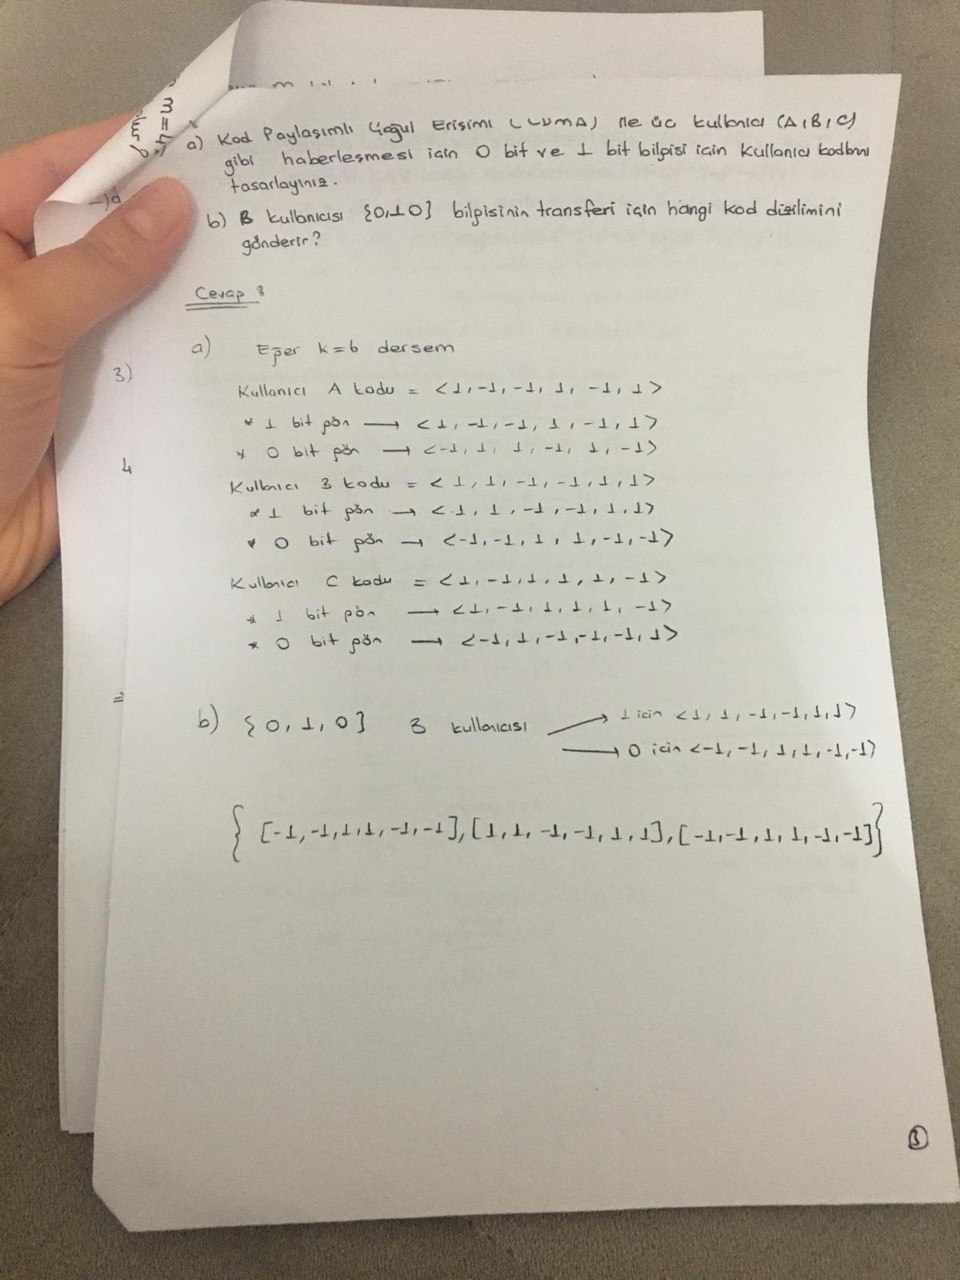 a) Kod Paylaşımlı Çoğul Erişimi (CDMA) ile üç kullanıcı (A,B,C)
gibi haberleşmesi için 0 bit ve 1 bit bilgisi için kullanıcı kodunu
tasarlayınız.
b) B kullanıcısı {0,1 0} bilgisinin transferi için hangi kod dizilimini
gönderir?
Cevap 3
a) Eğer k=6 dersem
3)
Kullanıcı A kodu = <1,-1,-1, 1, -1, 1>
* 1 bit gön → <1, -1, -1, 1, -1, 1>
* 0 bit gön → <-1, 1, 1, -1, 1, -1>
4
Kullanıcı B kodu = <1, 1, -1, -1, 1, 1>
* 1 bit gön → <1, 1, -1, -1, 1, 1>
* 0 bit gön → <-1, -1, 1, 1, -1, -1>
Kullanıcı C kodu = <1, -1, 1, 1, 1, -1>
* 1 bit gön → <1, -1, 1, 1, 1, -1>
* 0 bit gön → <-1, 1, -1, -1, -1, 1>
b) {0, 1, 0} B kullanıcısı → 1 için <1, 1, -1, -1, 1, 1>
→ 0 için <-1, -1, 1, 1, -1, -1>
{ [-1, -1, 1, 1, -1, -1], [1, 1, -1, -1, 1, 1], [-1, -1, 1, 1, -1, -1] }
3